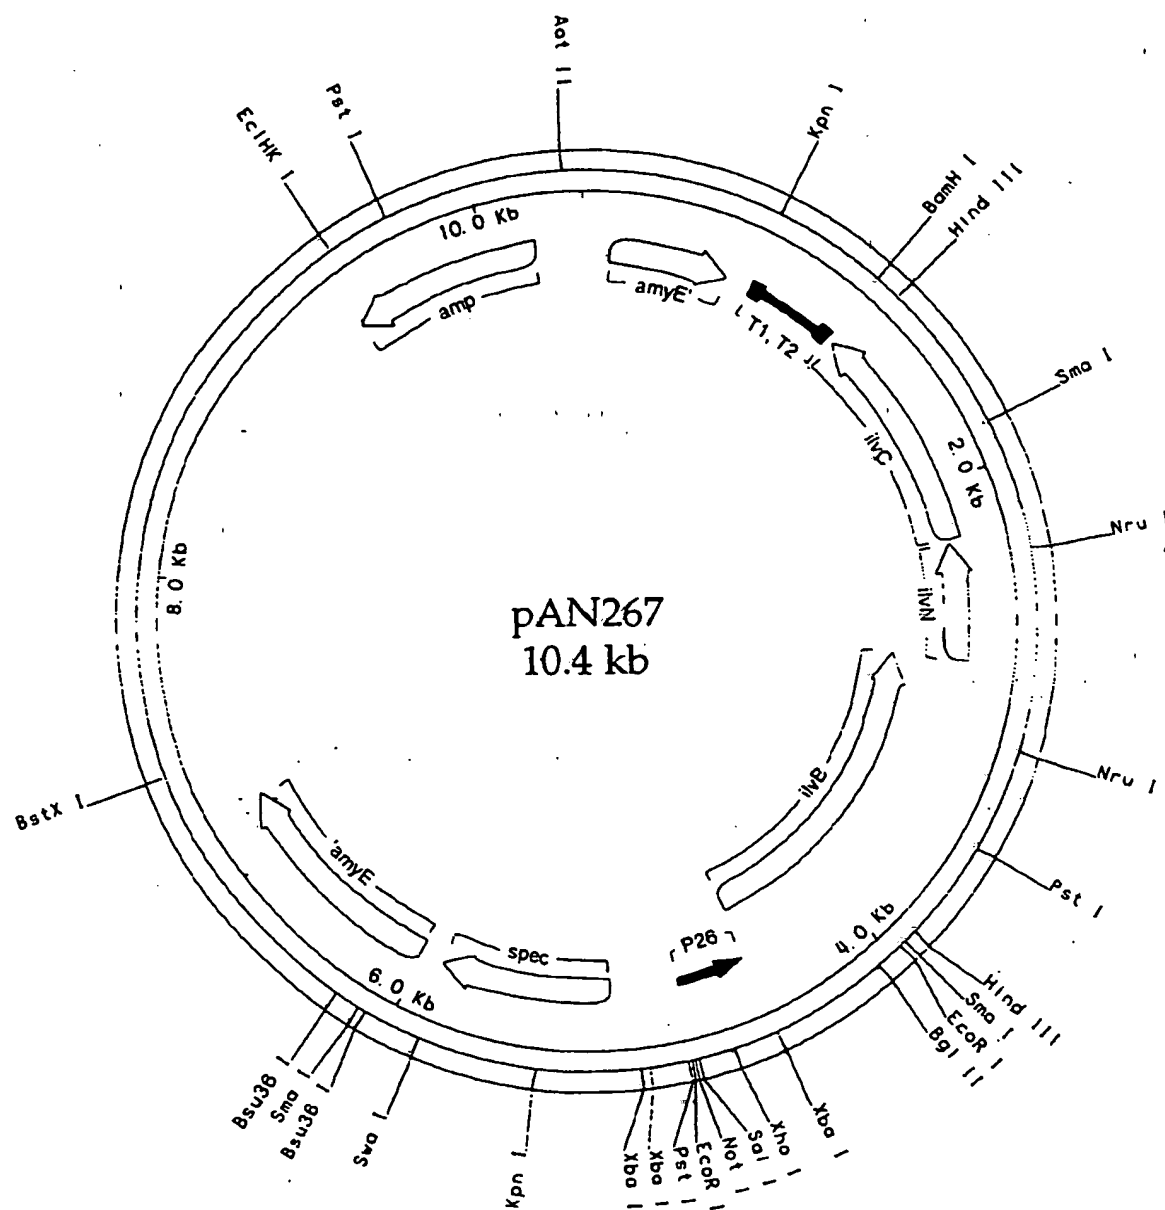 Aat II
Kpn I
BamH I
Hind III
Sma I
Nru I
Nru I
Pst I
Hind III
Sma I
EcoR I
Bgl II
Xba I
Xho I
Sal I
Not I
EcoR I
Pst I
Xba I
Xba I
Kpn I
Swa I
Bsu36 I
Sma I
Bsu36 I
BstX I
EclHK I
Pst I
10.0 Kb
2.0 Kb
4.0 Kb
6.0 Kb
8.0 Kb
amp
amyE'
T1, T2
ilvC
ilvN
ilvB
P26
spec
'amyE
pAN267
10.4 kb